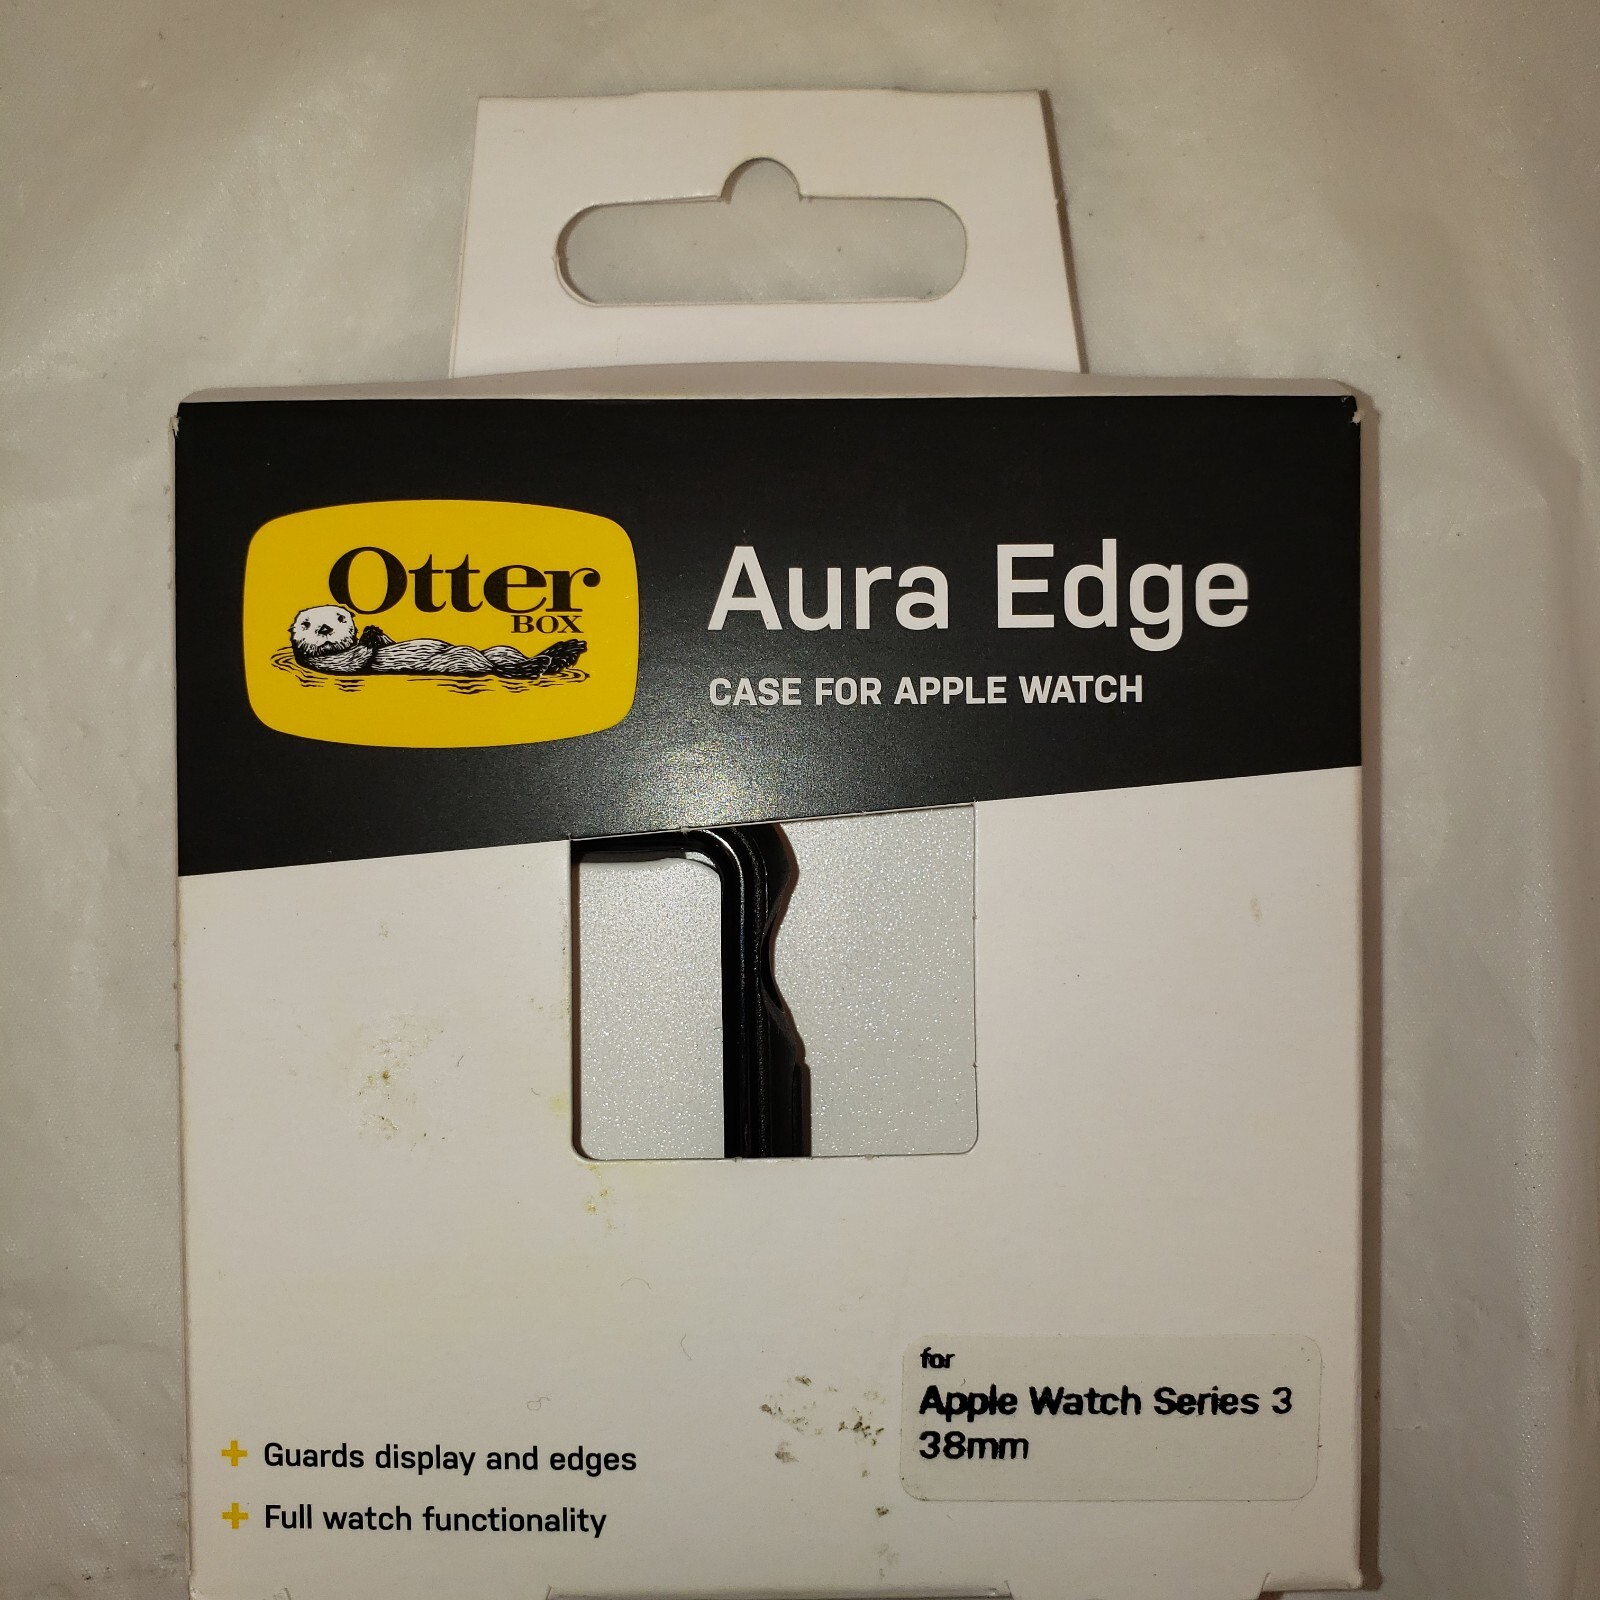 Otter
BOX
Aura Edge
CASE FOR APPLE WATCH
for
Apple Watch Series 3
38mm
+ Guards display and edges
+ Full watch functionality